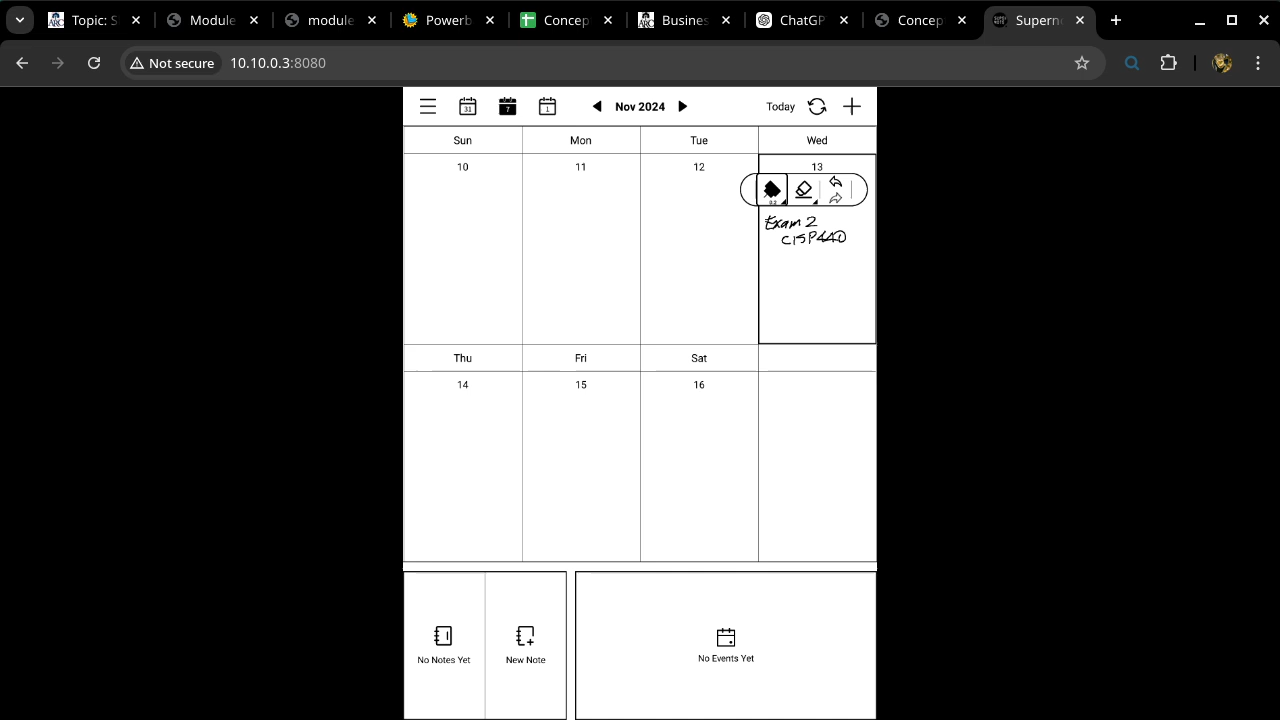 Topic: S
Module
module
Powerb
Concep
Busines
ChatGP
Concep
Superno
Not secure
10.10.0.3:8080
31
7
1
Nov 2024
Today
Sun Mon Tue Wed
10 11 12 13
0.2
Exam 2
CISP440
Thu Fri Sat
14 15 16
No Notes Yet
New Note
No Events Yet